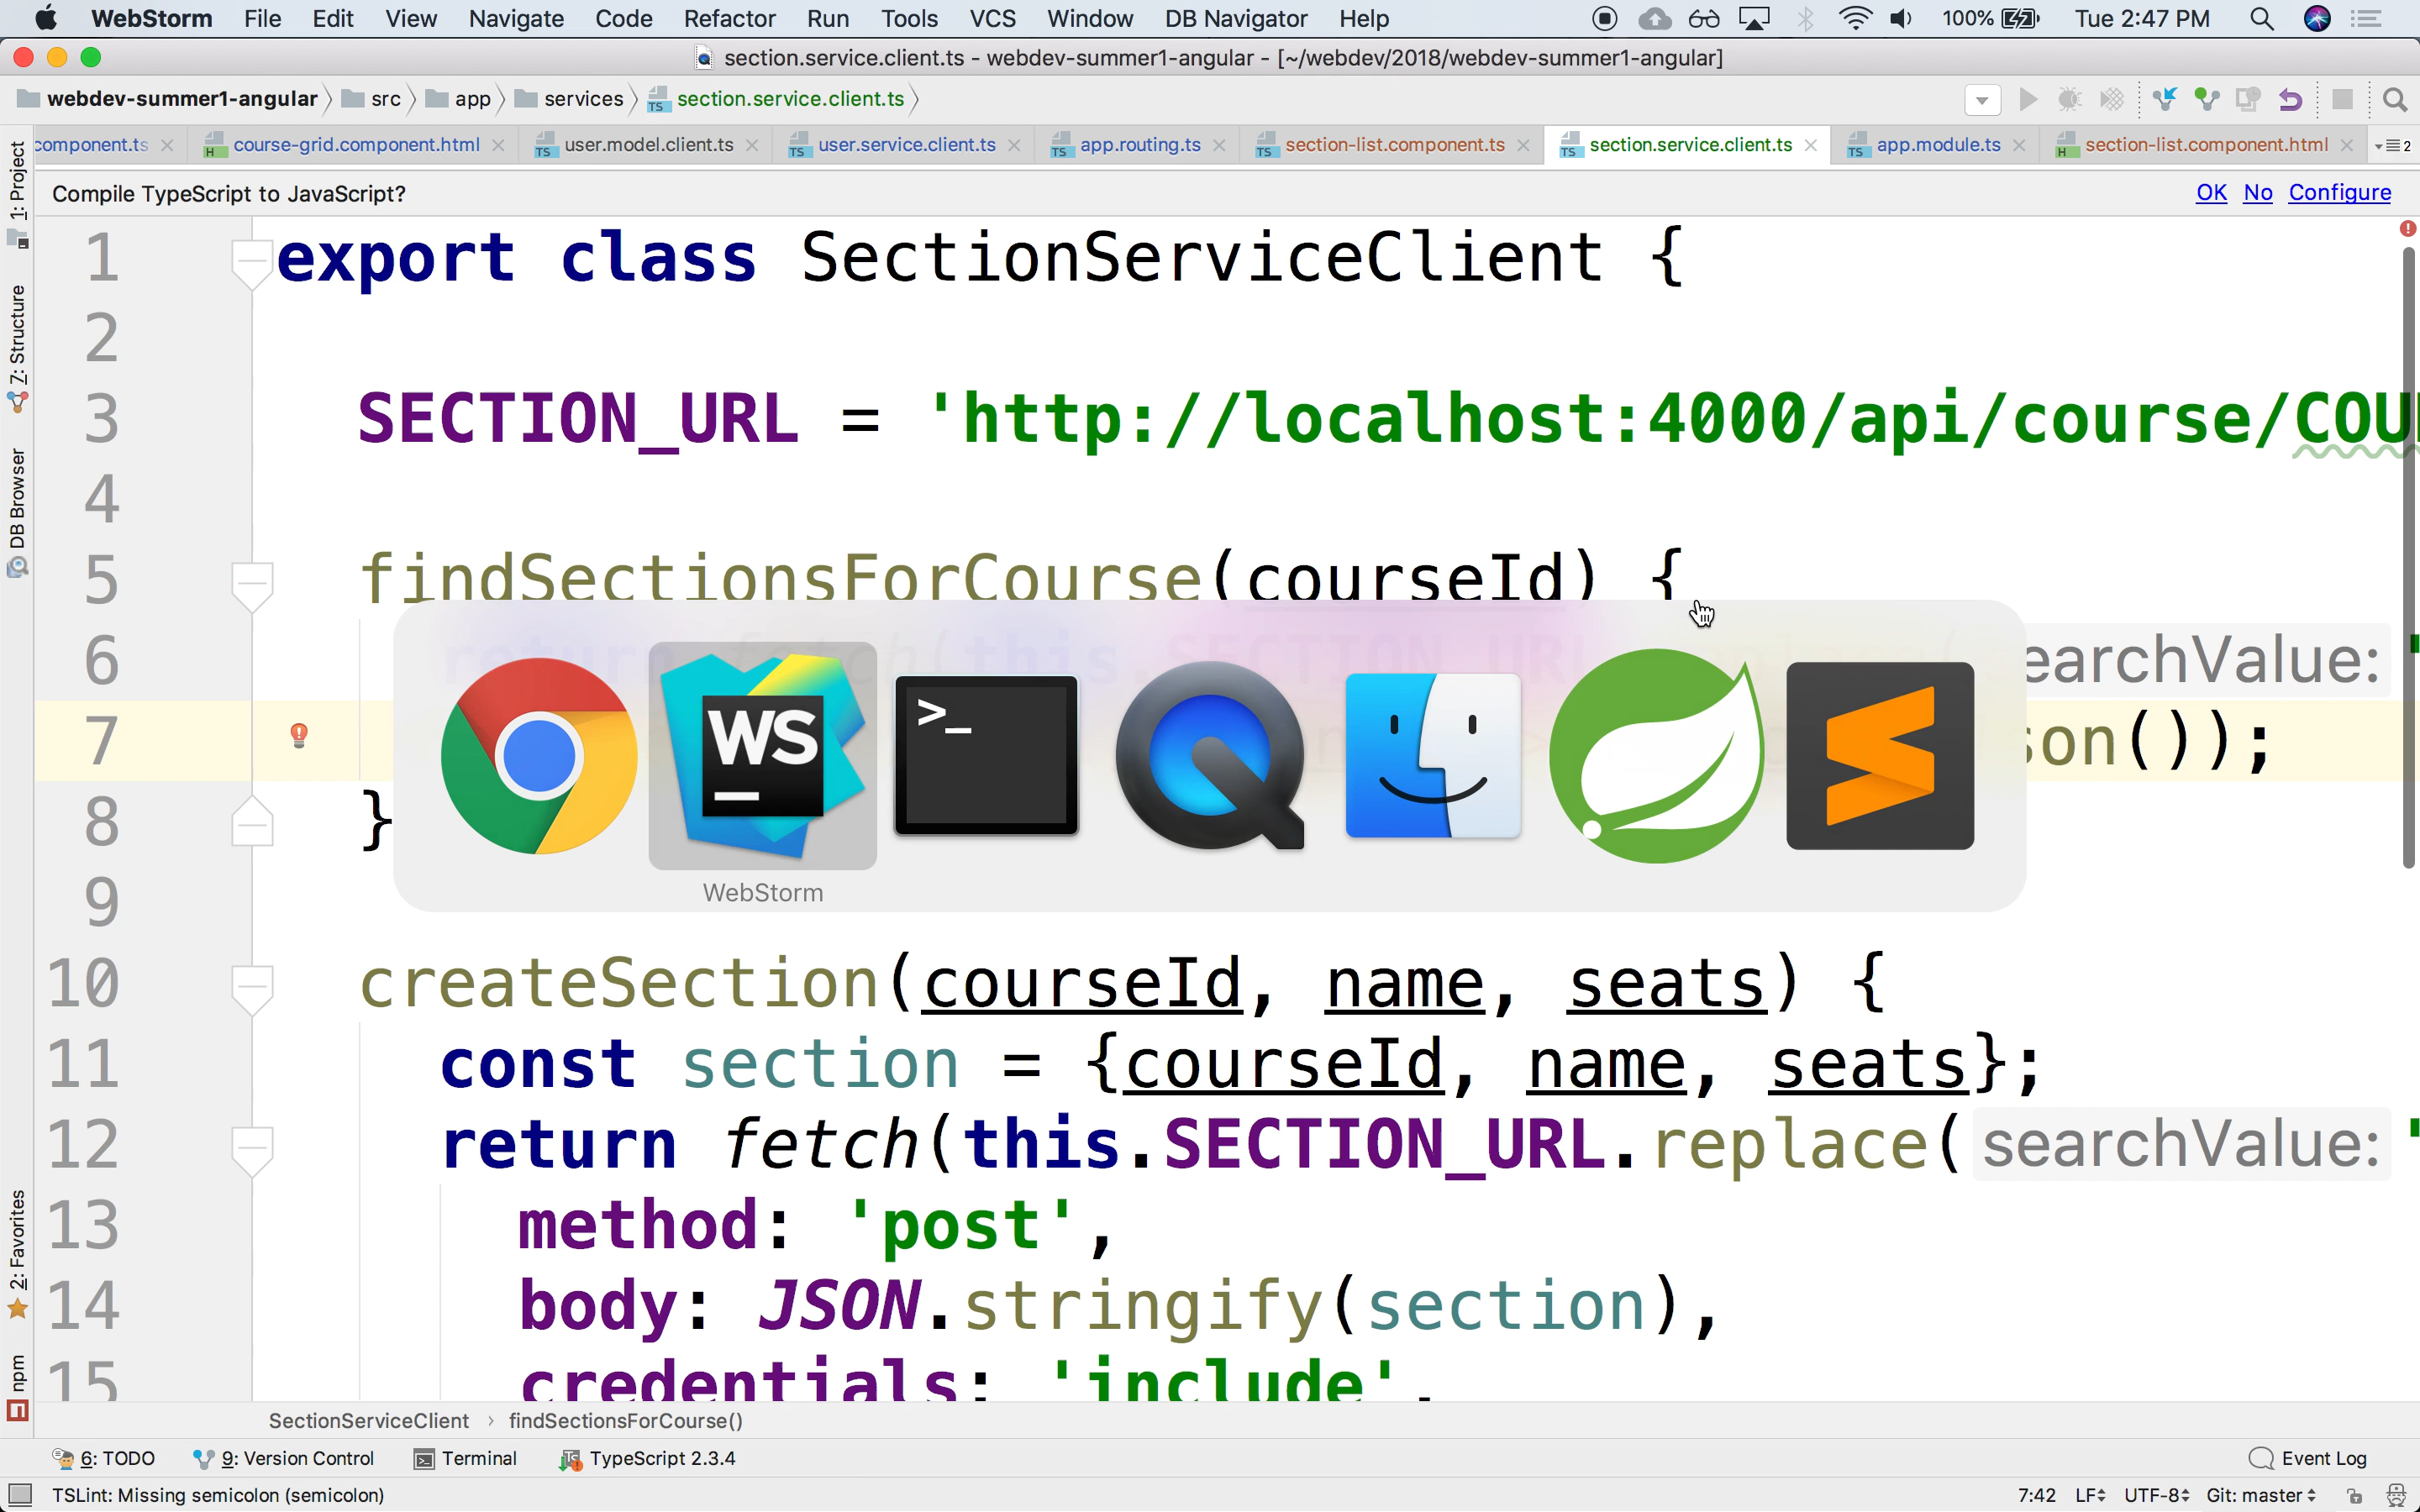 WebStorm File Edit View Navigate Code Refactor Run Tools VCS Window DB Navigator Help 100% Tue 2:47 PM
section.service.client.ts - webdev-summer1-angular - [~/webdev/2018/webdev-summer1-angular]
webdev-summer1-angular src app services section.service.client.ts
component.ts course-grid.component.html user.model.client.ts user.service.client.ts app.routing.ts section-list.component.ts section.service.client.ts app.module.ts section-list.component.html 2
Compile TypeScript to JavaScript? OK No Configure
1: Project
7: Structure
DB Browser
2: Favorites
npm
1 export class SectionServiceClient {
2
3 SECTION_URL = 'http://localhost:4000/api/course/COU
4
5 findSectionsForCourse(courseId) {
6 return fetch(this.SECTION_URL earchValue: '
7 son());
8 }
9
10 createSection(courseId, name, seats) {
11 const section = {courseId, name, seats};
12 return fetch(this.SECTION_URL.replace( searchValue: '
13 method: 'post',
14 body: JSON.stringify(section),
15 credentials: 'include',
WS
>_
WebStorm
SectionServiceClient › findSectionsForCourse()
6: TODO 9: Version Control Terminal TypeScript 2.3.4 Event Log
TSLint: Missing semicolon (semicolon) 7:42 LF UTF-8 Git: master